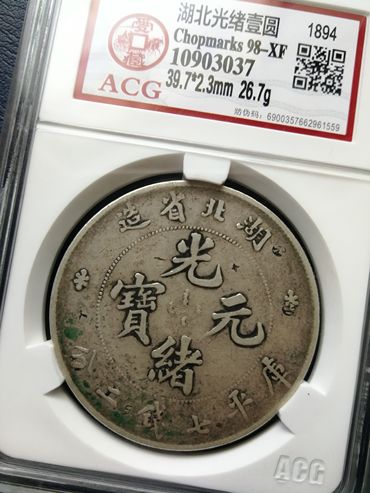 湖北光绪壹圆
1894
Chopmarks 98-XF
10903037
39.7*2.3mm 26.7g
ACG
防伪码：6900357662961559
湖北省造
光緒元寶
庫平七錢二分
ACG